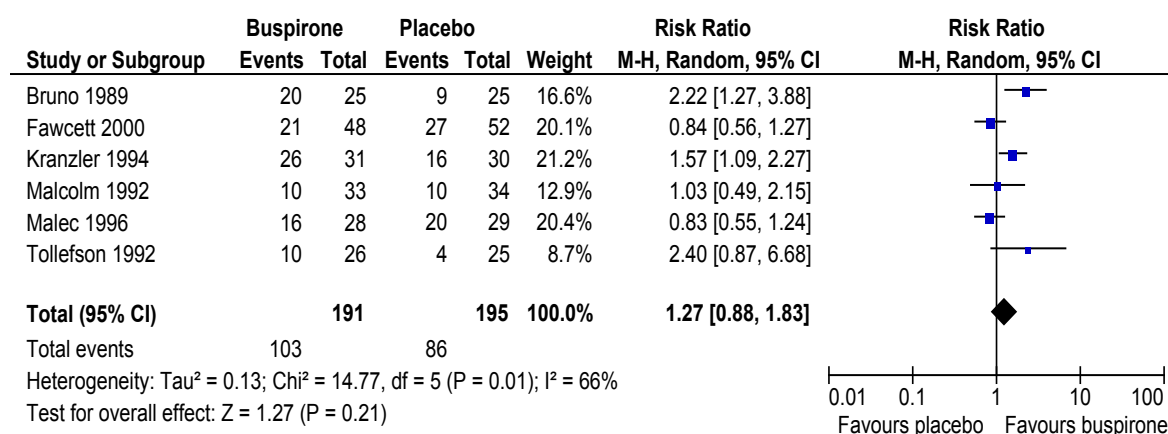 Buspirone Placebo Risk Ratio Risk Ratio
Study or Subgroup Events Total Events Total Weight M-H, Random, 95% CI M-H, Random, 95% CI
Bruno 1989 20 25 9 25 16.6% 2.22 [1.27, 3.88]
Fawcett 2000 21 48 27 52 20.1% 0.84 [0.56, 1.27]
Kranzler 1994 26 31 16 30 21.2% 1.57 [1.09, 2.27]
Malcolm 1992 10 33 10 34 12.9% 1.03 [0.49, 2.15]
Malec 1996 16 28 20 29 20.4% 0.83 [0.55, 1.24]
Tollefson 1992 10 26 4 25 8.7% 2.40 [0.87, 6.68]
Total (95% CI) 191 195 100.0% 1.27 [0.88, 1.83]
Total events 103 86
Heterogeneity: Tau² = 0.13; Chi² = 14.77, df = 5 (P = 0.01); I² = 66%
Test for overall effect: Z = 1.27 (P = 0.21)
0.01 0.1 1 10 100
Favours placebo Favours buspirone